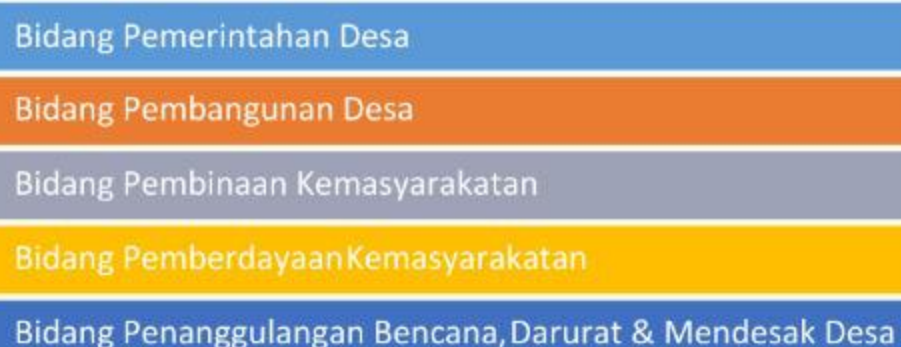 Bidang Pemerintahan Desa
Bidang Pembangunan Desa
Bidang Pembinaan Kemasyarakatan
Bidang PemberdayaanKemasyarakatan
Bidang Penanggulangan Bencana,Darurat & Mendesak Desa